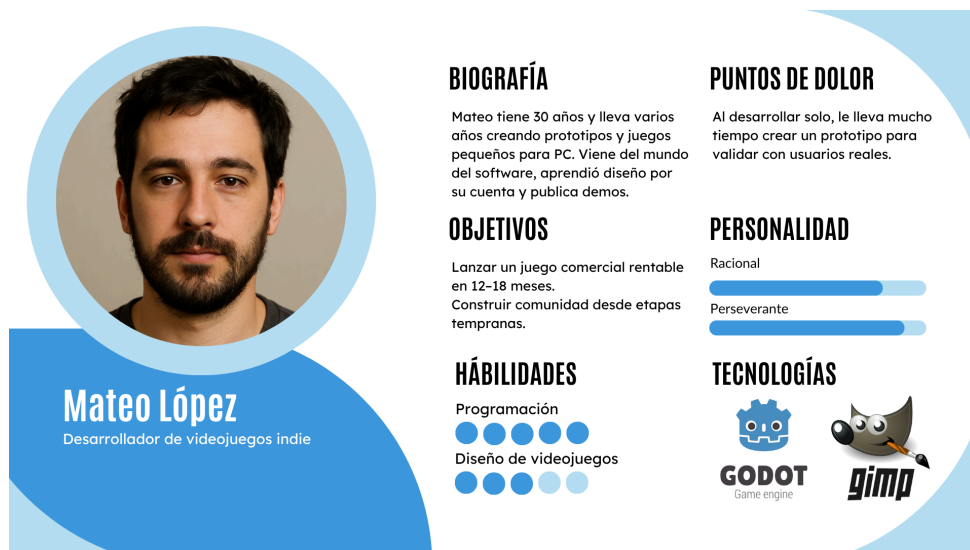 Mateo López
Desarrollador de videojuegos indie
BIOGRAFÍA
Mateo tiene 30 años y lleva varios
años creando prototipos y juegos
pequeños para PC. Viene del mundo
del software, aprendió diseño por
su cuenta y publica demos.
OBJETIVOS
Lanzar un juego comercial rentable
en 12–18 meses.
Construir comunidad desde etapas
tempranas.
HÁBILIDADES
Programación
Diseño de videojuegos
PUNTOS DE DOLOR
Al desarrollar solo, le lleva mucho
tiempo crear un prototipo para
validar con usuarios reales.
PERSONALIDAD
Racional
Perseverante
TECNOLOGÍAS
GODOT
Game engine
gimp